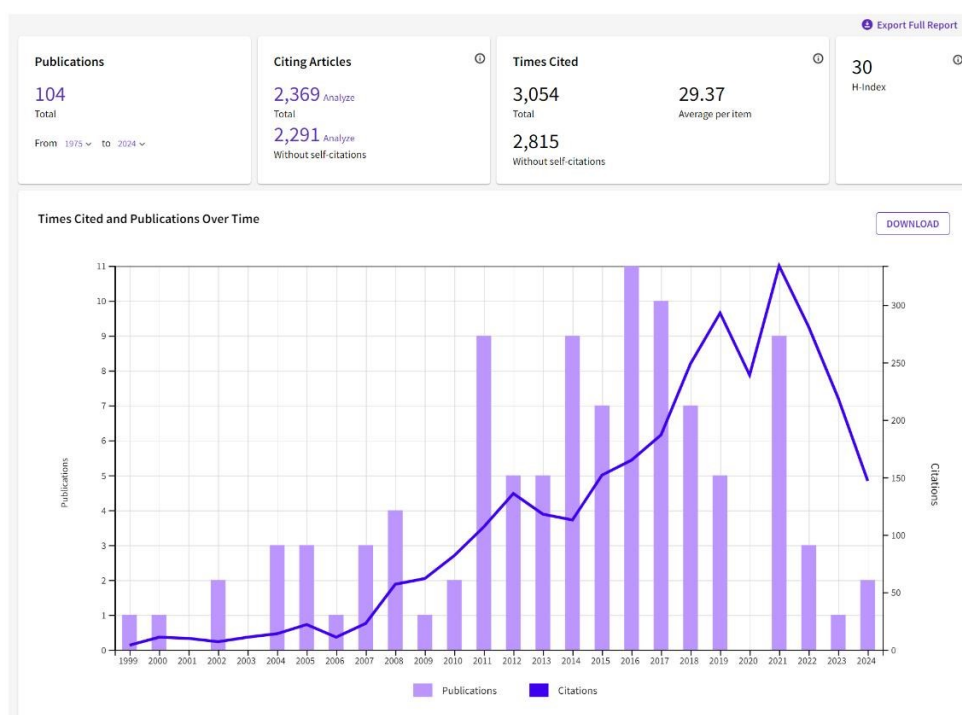 Export Full Report
Publications
104
Total
From 1975 to 2024
Citing Articles
2,369 Analyze
Total
2,291 Analyze
Without self-citations
Times Cited
3,054
Total
2,815
Without self-citations
29.37
Average per item
30
H-Index
Times Cited and Publications Over Time
DOWNLOAD
Publications
11
10
9
8
7
6
5
4
3
2
1
0
300
250
200
150
100
50
0
Citations
1999 2000 2001 2002 2003 2004 2005 2006 2007 2008 2009 2010 2011 2012 2013 2014 2015 2016 2017 2018 2019 2020 2021 2022 2023 2024
Publications Citations